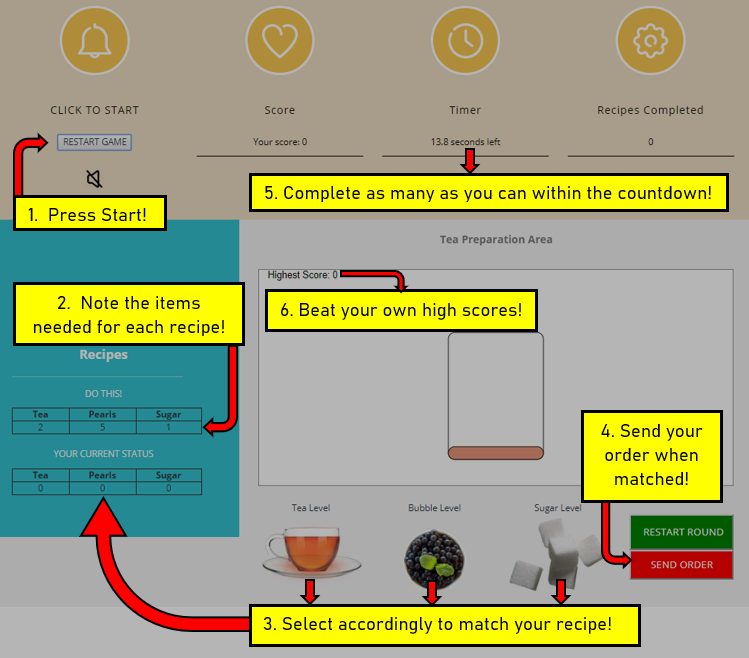 CLICK TO START
Score
Timer
Recipes Completed
RESTART GAME
Your score: 0
13.8 seconds left
0
1. Press Start!
5. Complete as many as you can within the countdown!
Tea Preparation Area
Highest Score: 0
2. Note the items
needed for each recipe!
6. Beat your own high scores!
Recipes
DO THIS!
Tea Pearls Sugar
2 5 1
YOUR CURRENT STATUS
Tea Pearls Sugar
0 0 0
4. Send your
order when
matched!
Tea Level
Bubble Level
Sugar Level
RESTART ROUND
SEND ORDER
3. Select accordingly to match your recipe!